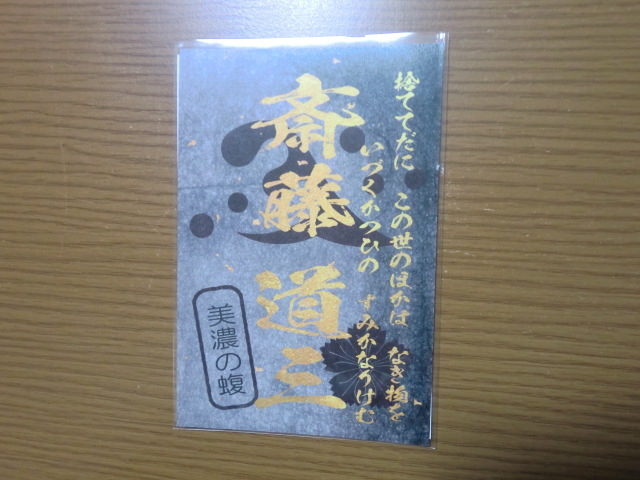 捨ててだに この世のほかは なき物を
いづくかつひの すみかなりけむ
斎藤道三
美濃の蝮